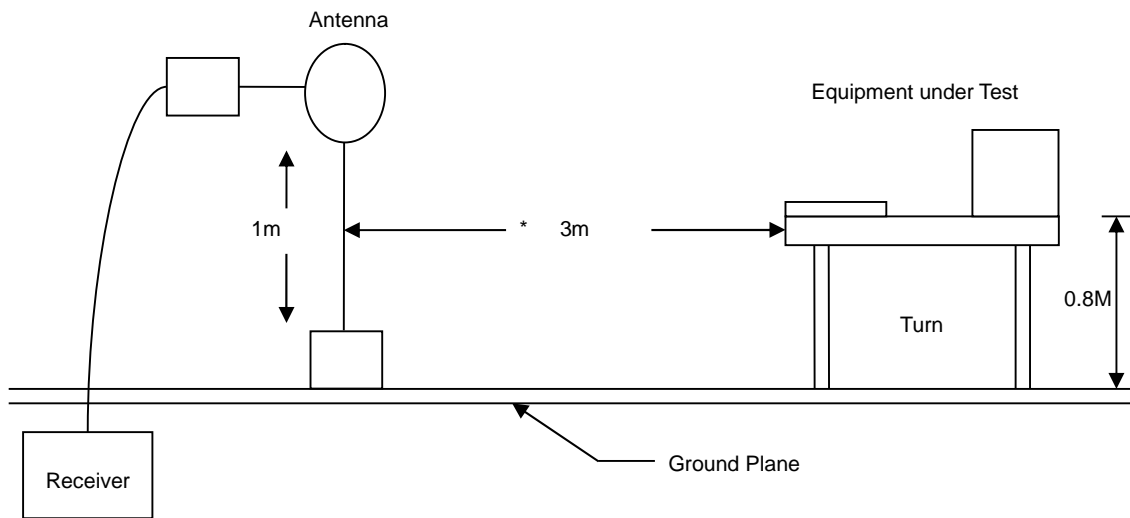 Antenna
Equipment under Test
1m
* 3m
0.8M
Turn
Ground Plane
Receiver